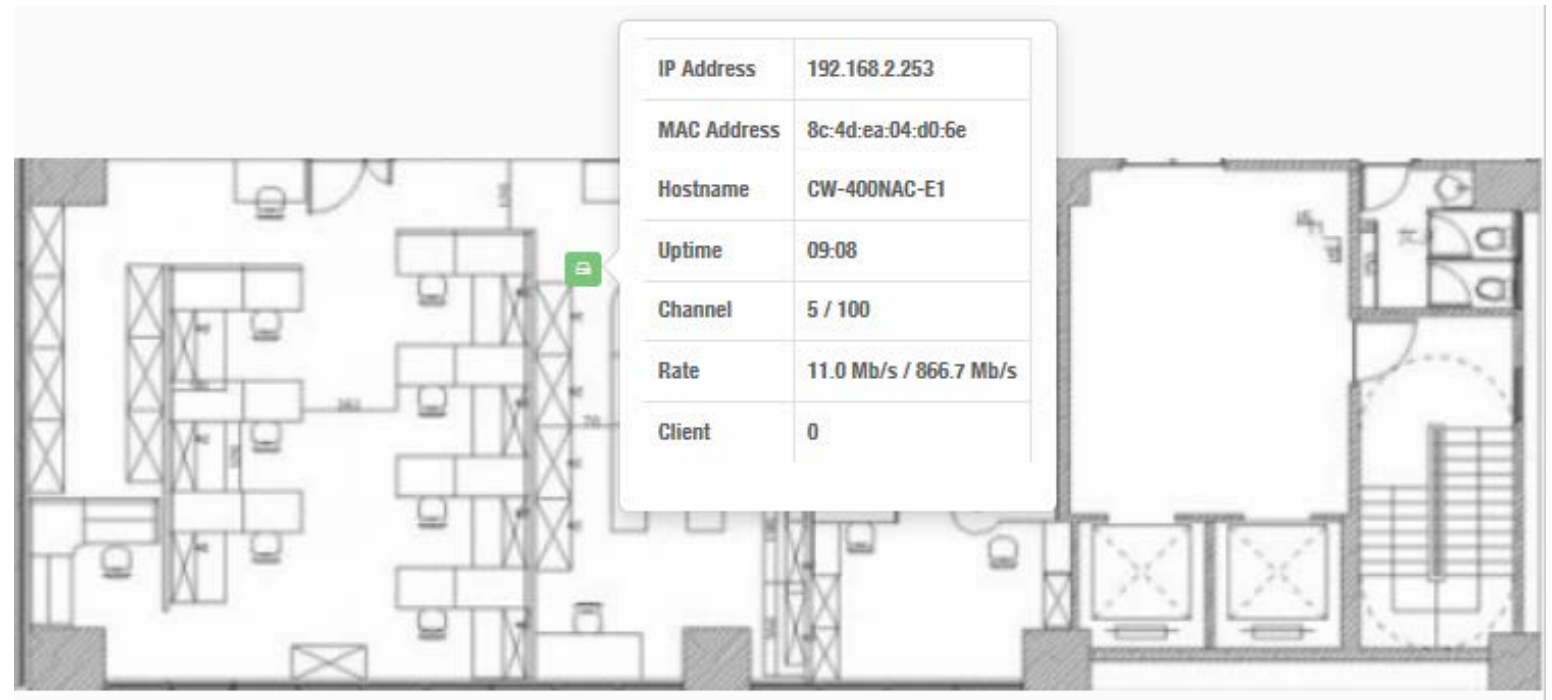 IP Address 192.168.2.253
MAC Address 8c:4d:ea:04:d0:6e
Hostname CW-400NAC-E1
Uptime 09:08
Channel 5 / 100
Rate 11.0 Mb/s / 866.7 Mb/s
Client 0